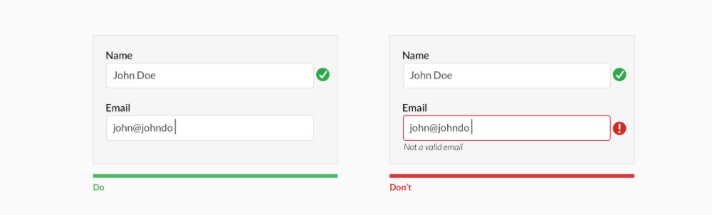 Name
John Doe
Email
john@johndo
Do
Name
John Doe
Email
john@johndo
Not a valid email
Don't